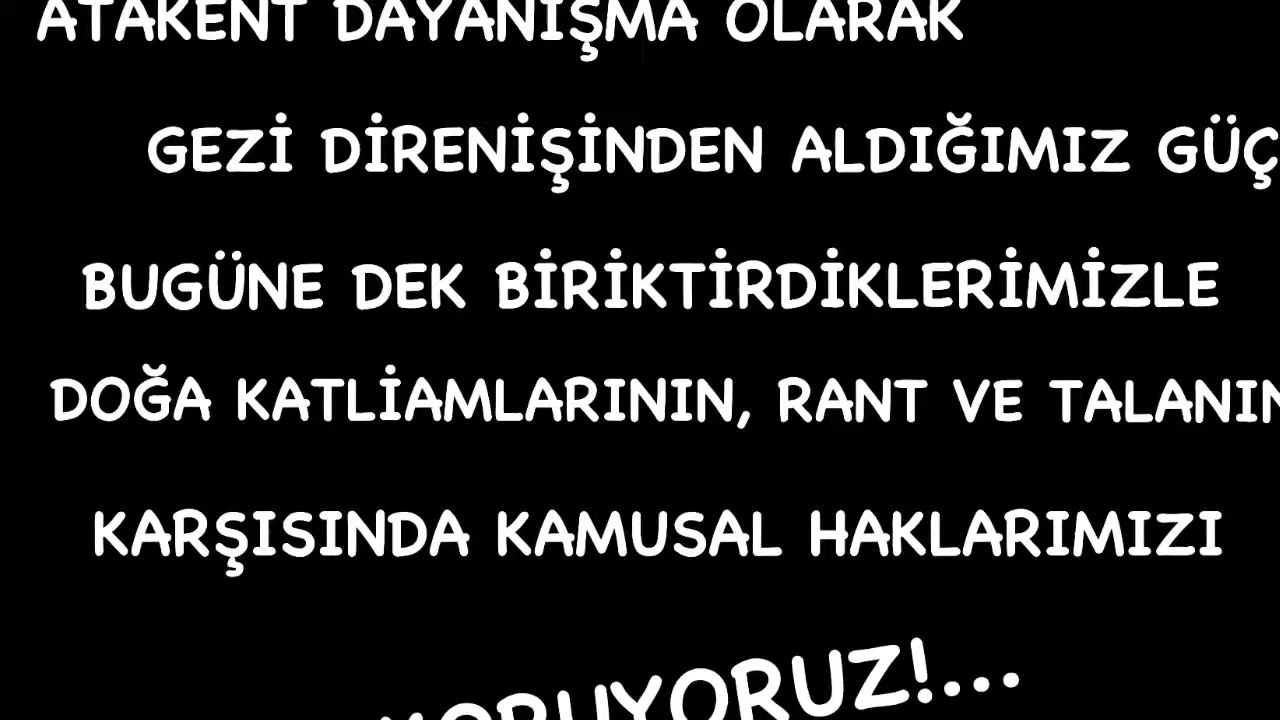 ATAKENT DAYANIŞMA OLARAK
GEZİ DİRENİŞİNDEN ALDIĞIMIZ GÜÇ
BUGÜNE DEK BİRİKTİRDİKLERİMİZLE
DOĞA KATLİAMLARININ, RANT VE TALANIN
KARŞISINDA KAMUSAL HAKLARIMIZI
KORUYORUZ!...